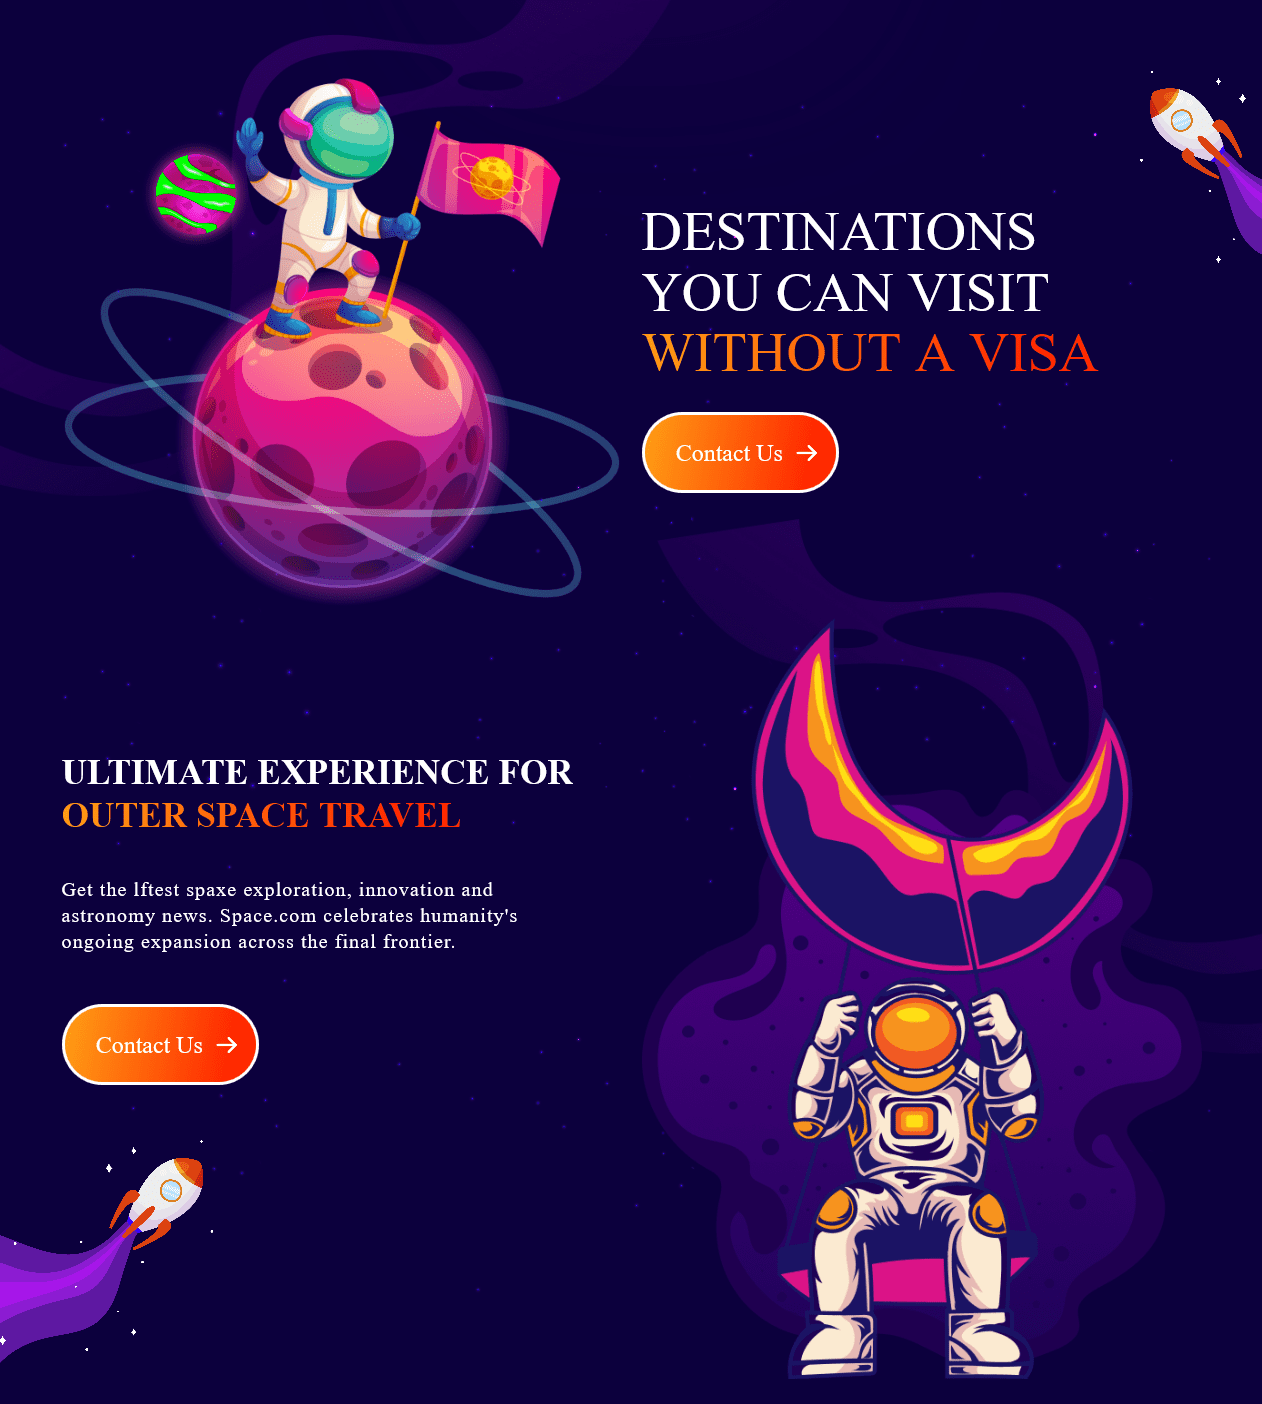 DESTINATIONS
YOU CAN VISIT
WITHOUT A VISA
Contact Us
ULTIMATE EXPERIENCE FOR
OUTER SPACE TRAVEL
Get the lftest spaxe exploration, innovation and
astronomy news. Space.com celebrates humanity's
ongoing expansion across the final frontier.
Contact Us